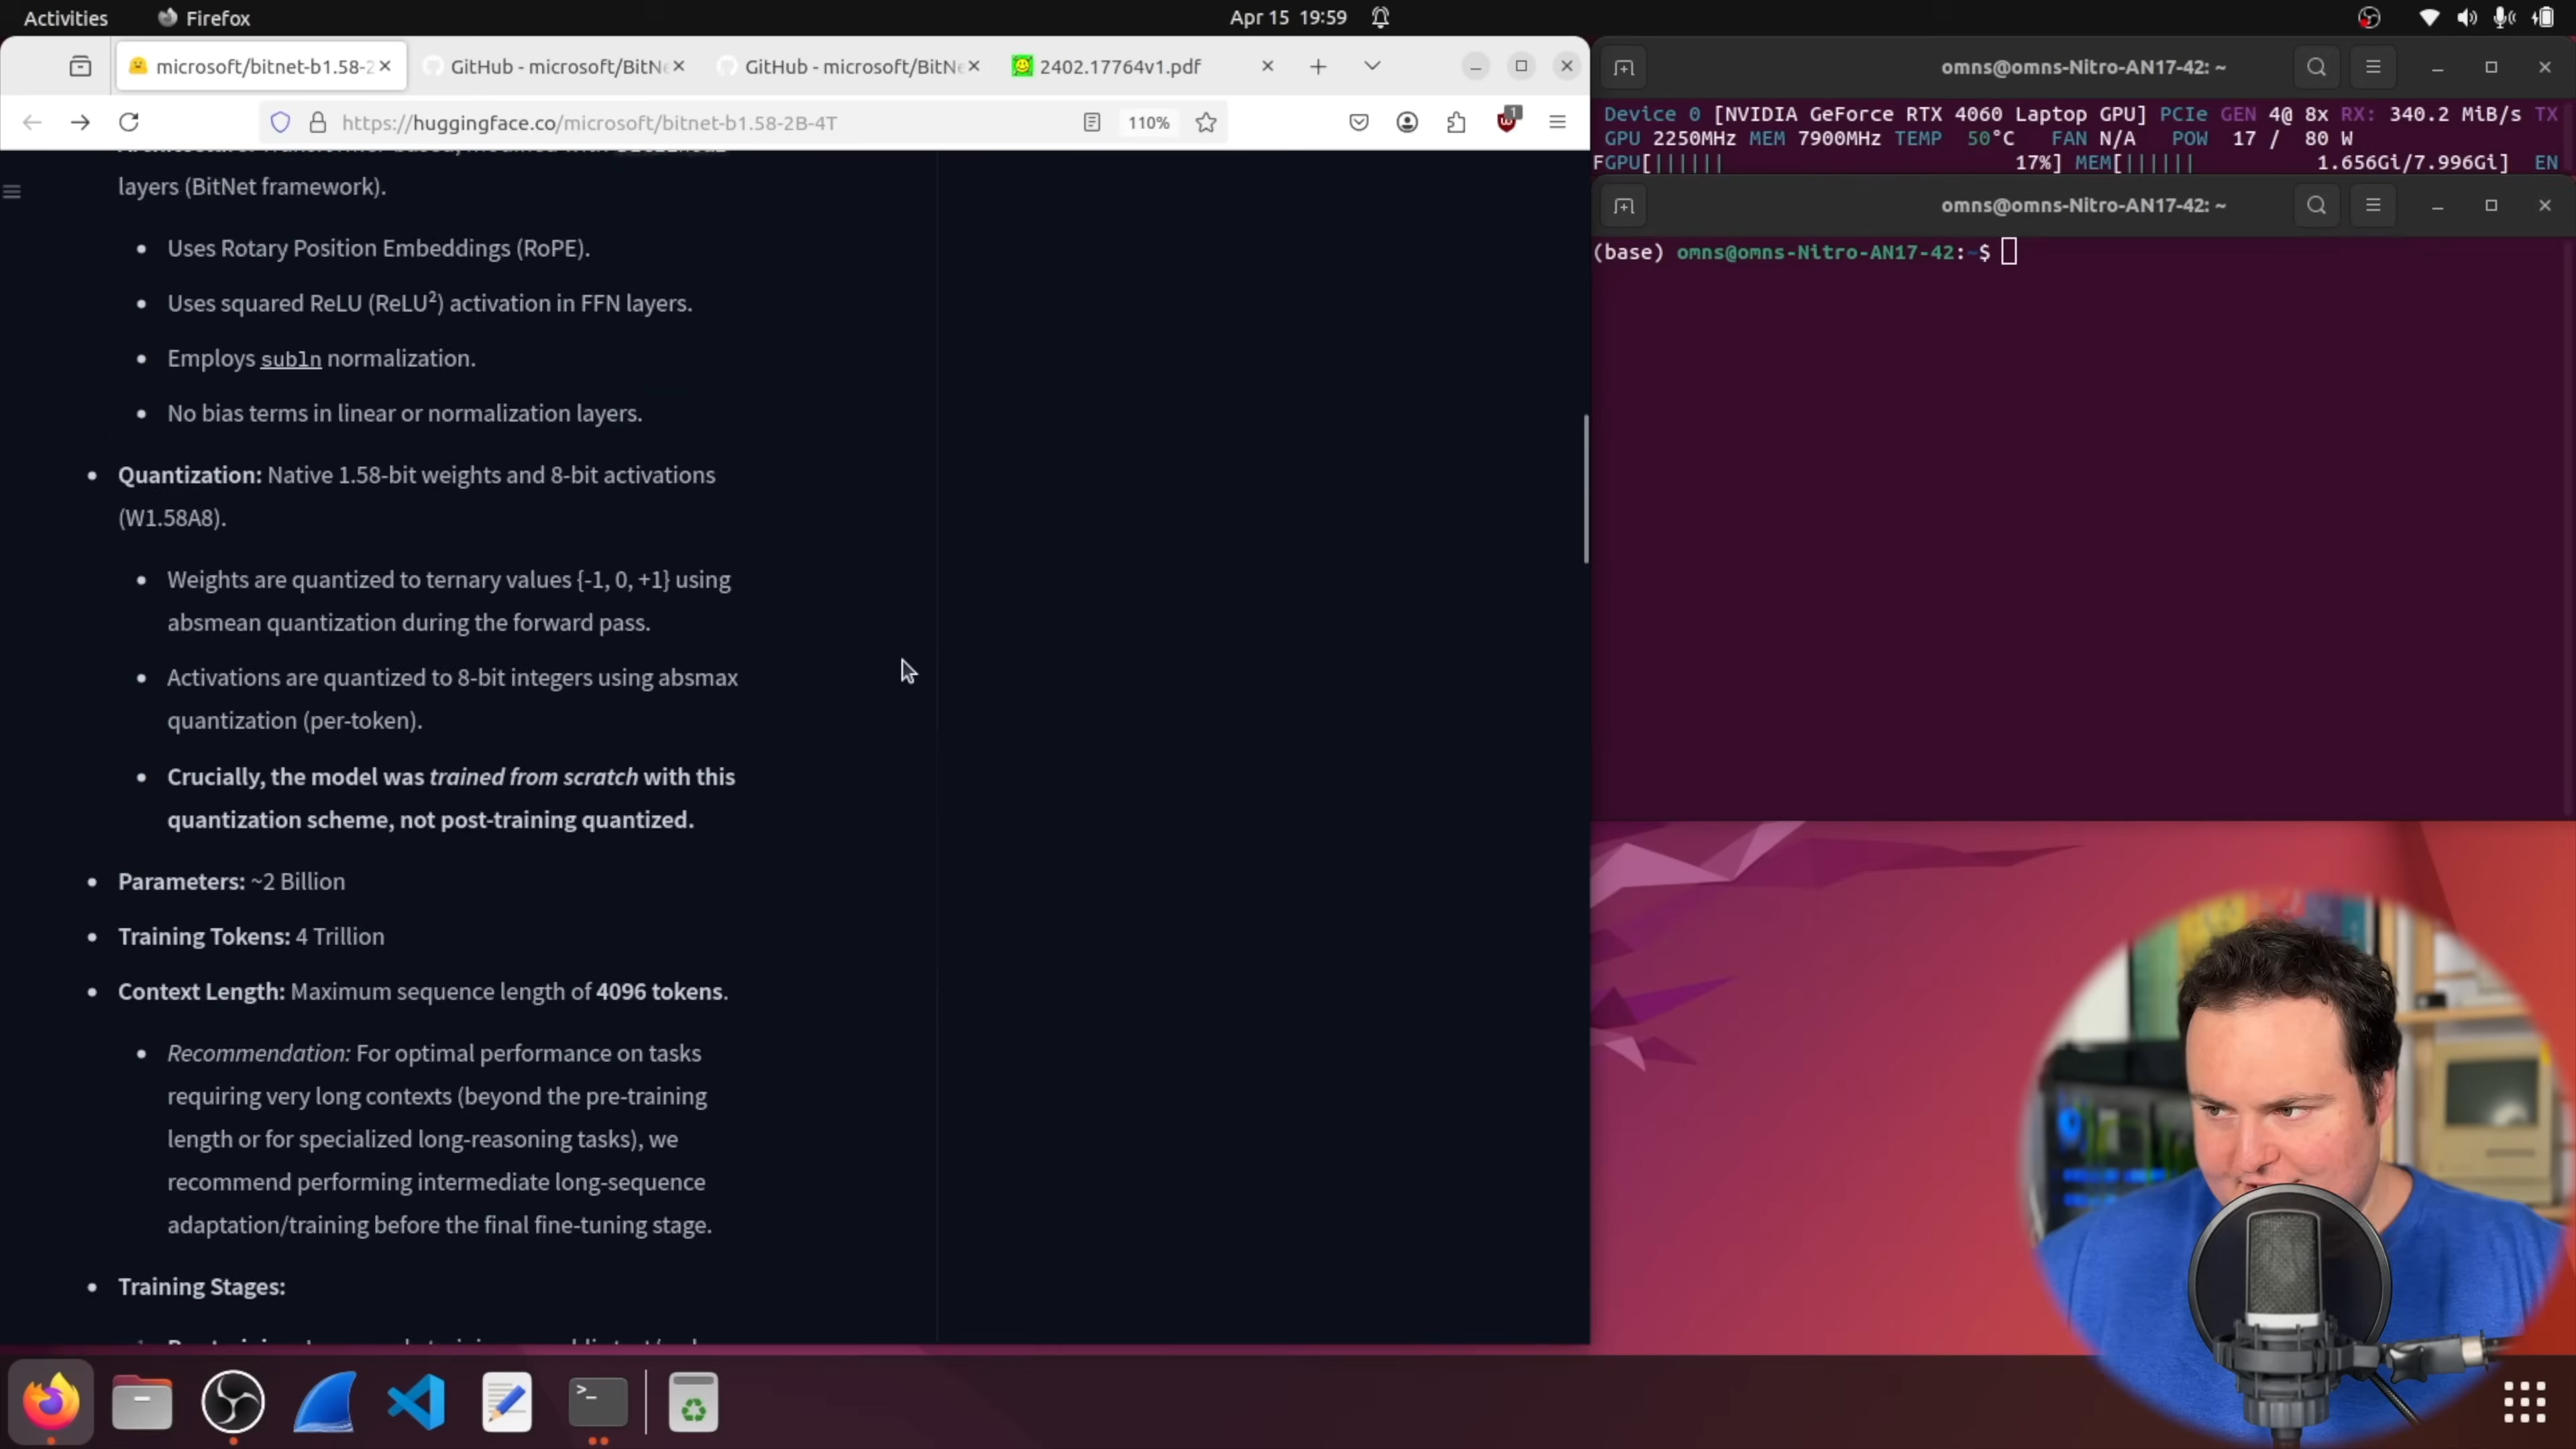 Activities Firefox Apr 15 19:59
microsoft/bitnet-b1.58-2 GitHub - microsoft/BitNe GitHub - microsoft/BitNe 2402.17764v1.pdf
https://huggingface.co/microsoft/bitnet-b1.58-2B-4T 110% 1
layers (BitNet framework).
• Uses Rotary Position Embeddings (RoPE).
• Uses squared ReLU (ReLU²) activation in FFN layers.
• Employs subln normalization.
• No bias terms in linear or normalization layers.
• Quantization: Native 1.58-bit weights and 8-bit activations
(W1.58A8).
• Weights are quantized to ternary values {-1, 0, +1} using
absmean quantization during the forward pass.
• Activations are quantized to 8-bit integers using absmax
quantization (per-token).
• Crucially, the model was trained from scratch with this
quantization scheme, not post-training quantized.
• Parameters: ~2 Billion
• Training Tokens: 4 Trillion
• Context Length: Maximum sequence length of 4096 tokens.
• Recommendation: For optimal performance on tasks
requiring very long contexts (beyond the pre-training
length or for specialized long-reasoning tasks), we
recommend performing intermediate long-sequence
adaptation/training before the final fine-tuning stage.
• Training Stages:
omns@omns-Nitro-AN17-42: ~
Device 0 [NVIDIA GeForce RTX 4060 Laptop GPU] PCIe GEN 4@ 8x RX: 340.2 MiB/s TX
GPU 2250MHz MEM 7900MHz TEMP 50°C FAN N/A POW 17 / 80 W
FGPU[|||||| 17%] MEM[|||||| 1.656Gi/7.996Gi] EN
omns@omns-Nitro-AN17-42: ~
(base) omns@omns-Nitro-AN17-42:~$